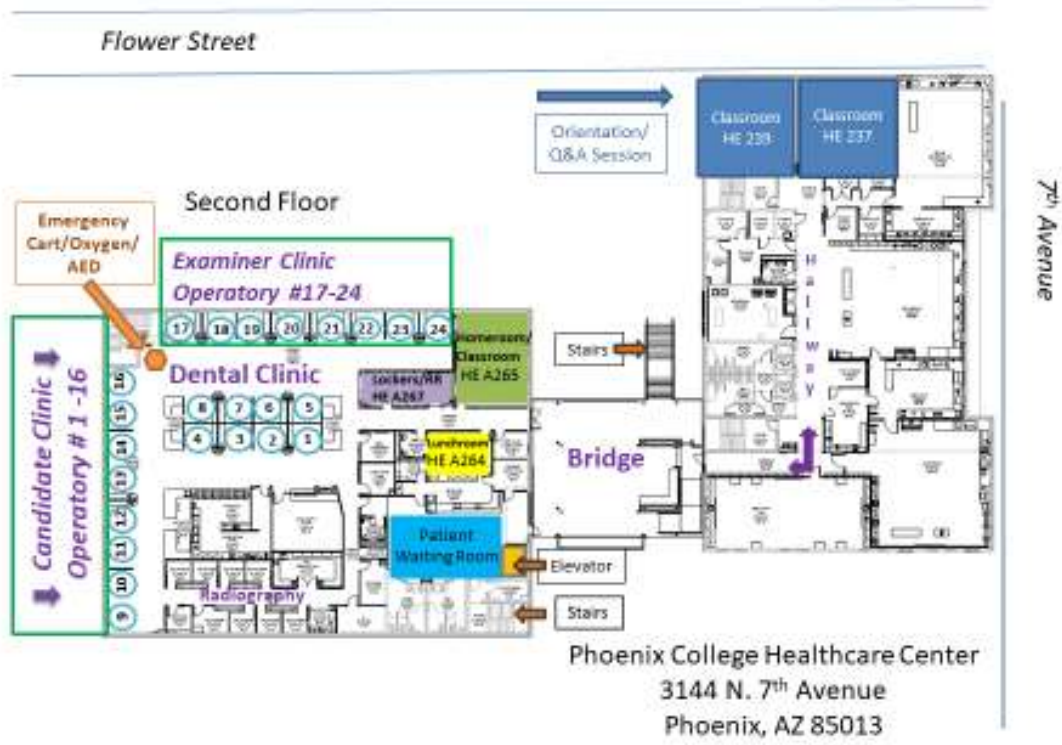 Flower Street
Orientation/
Q&A Session
Classroom
HE 239
Classroom
HE 237
7th Avenue
Second Floor
Emergency
Cart/Oxygen/
AED
Examiner Clinic
Operatory #17-24
17 18 19 20 21 22 23 24
Homeroom/
Classroom
HE A265
Stairs
Hallway
Candidate Clinic
Operatory # 1 -16
Dental Clinic
Lockers/RR
HE A267
16
15
14
13
12
11
10
9
8 7 6 5
4 3 2 1
Lunchroom
HE A264
Bridge
Patient
Waiting Room
Elevator
Radiography
Stairs
Phoenix College Healthcare Center
3144 N. 7th Avenue
Phoenix, AZ 85013